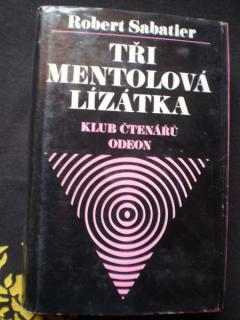 Robert Sabatier
TŘI
MENTOLOVÁ
LÍZÁTKA
KLUB ČTENÁŘŮ
ODEON